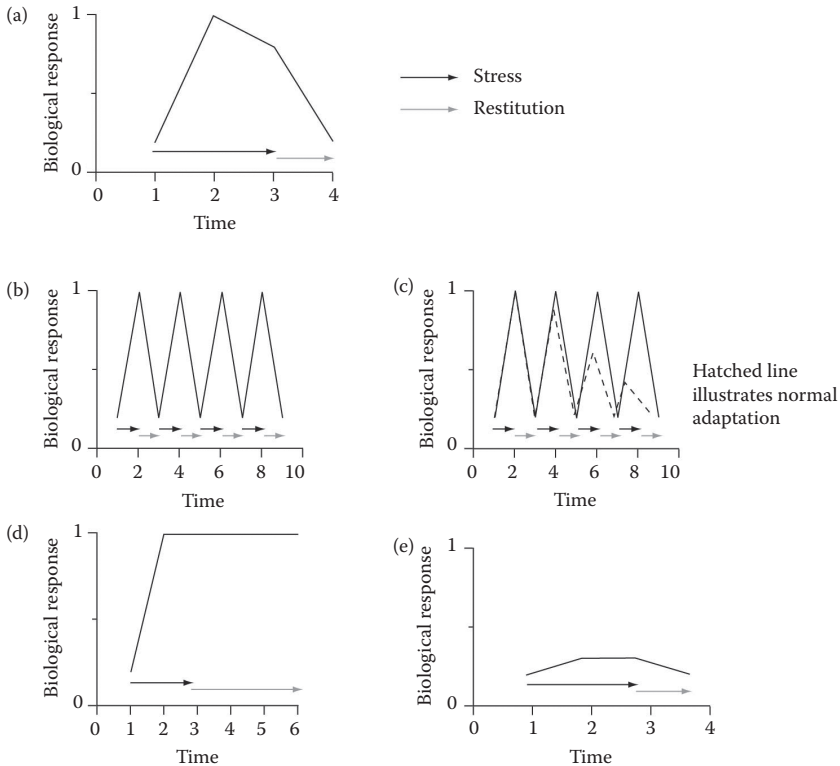 (a)
Biological response
1
0
0 1 2 3 4
Time
Stress
Restitution
(b)
Biological response
1
0
0 2 4 6 8 10
Time
(c)
Biological response
1
0
0 2 4 6 8 10
Time
Hatched line
illustrates normal
adaptation
(d)
Biological response
1
0
0 1 2 3 4 5 6
Time
(e)
Biological response
1
0
0 1 2 3 4
Time